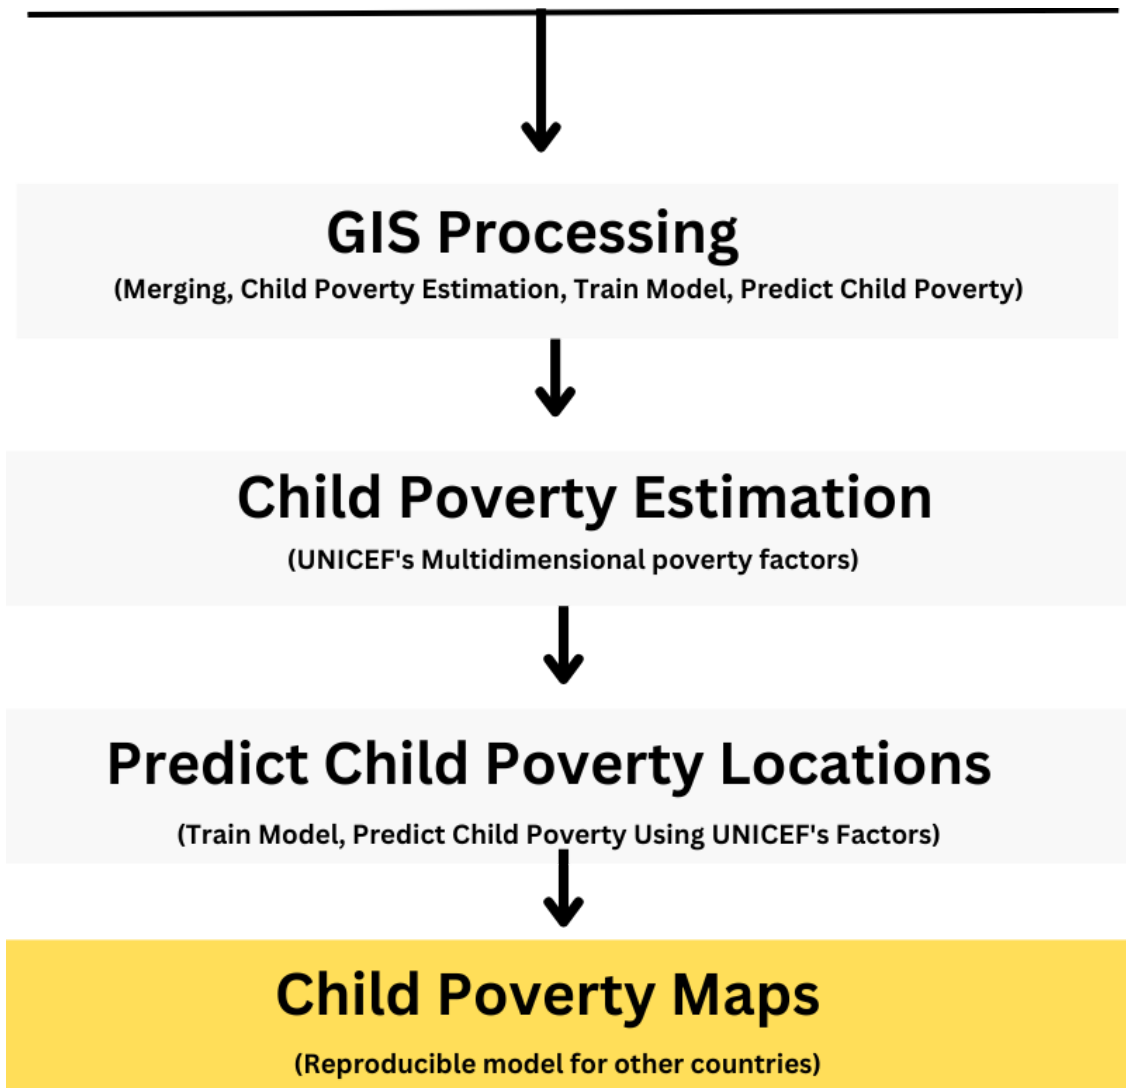 GIS Processing
(Merging, Child Poverty Estimation, Train Model, Predict Child Poverty)
Child Poverty Estimation
(UNICEF's Multidimensional poverty factors)
Predict Child Poverty Locations
(Train Model, Predict Child Poverty Using UNICEF's Factors)
Child Poverty Maps
(Reproducible model for other countries)